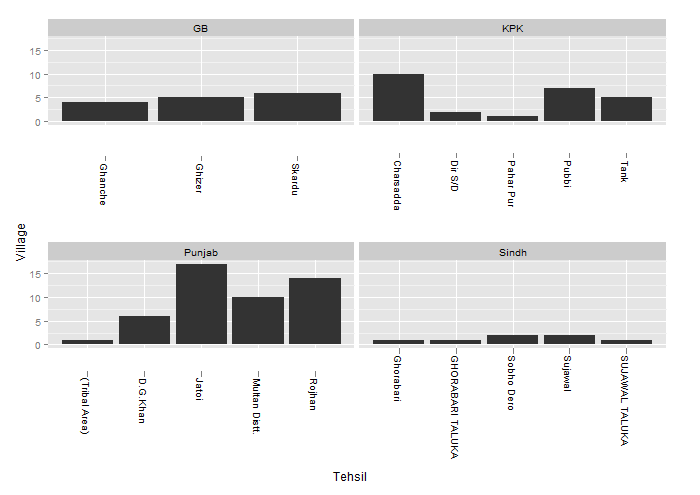 GB
KPK
15
10
5
0
Ghanche
Ghizer
Skardu
Charsadda
Dir S/D
Pahar Pur
Pubbi
Tank
Village
Punjab
Sindh
15
10
5
0
(Tribal Area)
D.G.Khan
Jatoi
Multan Distt.
Rojhan
Ghorabari
GHORABARI TALUKA
Sobho Dero
Sujawal
SUJAWAL TALUKA
Tehsil